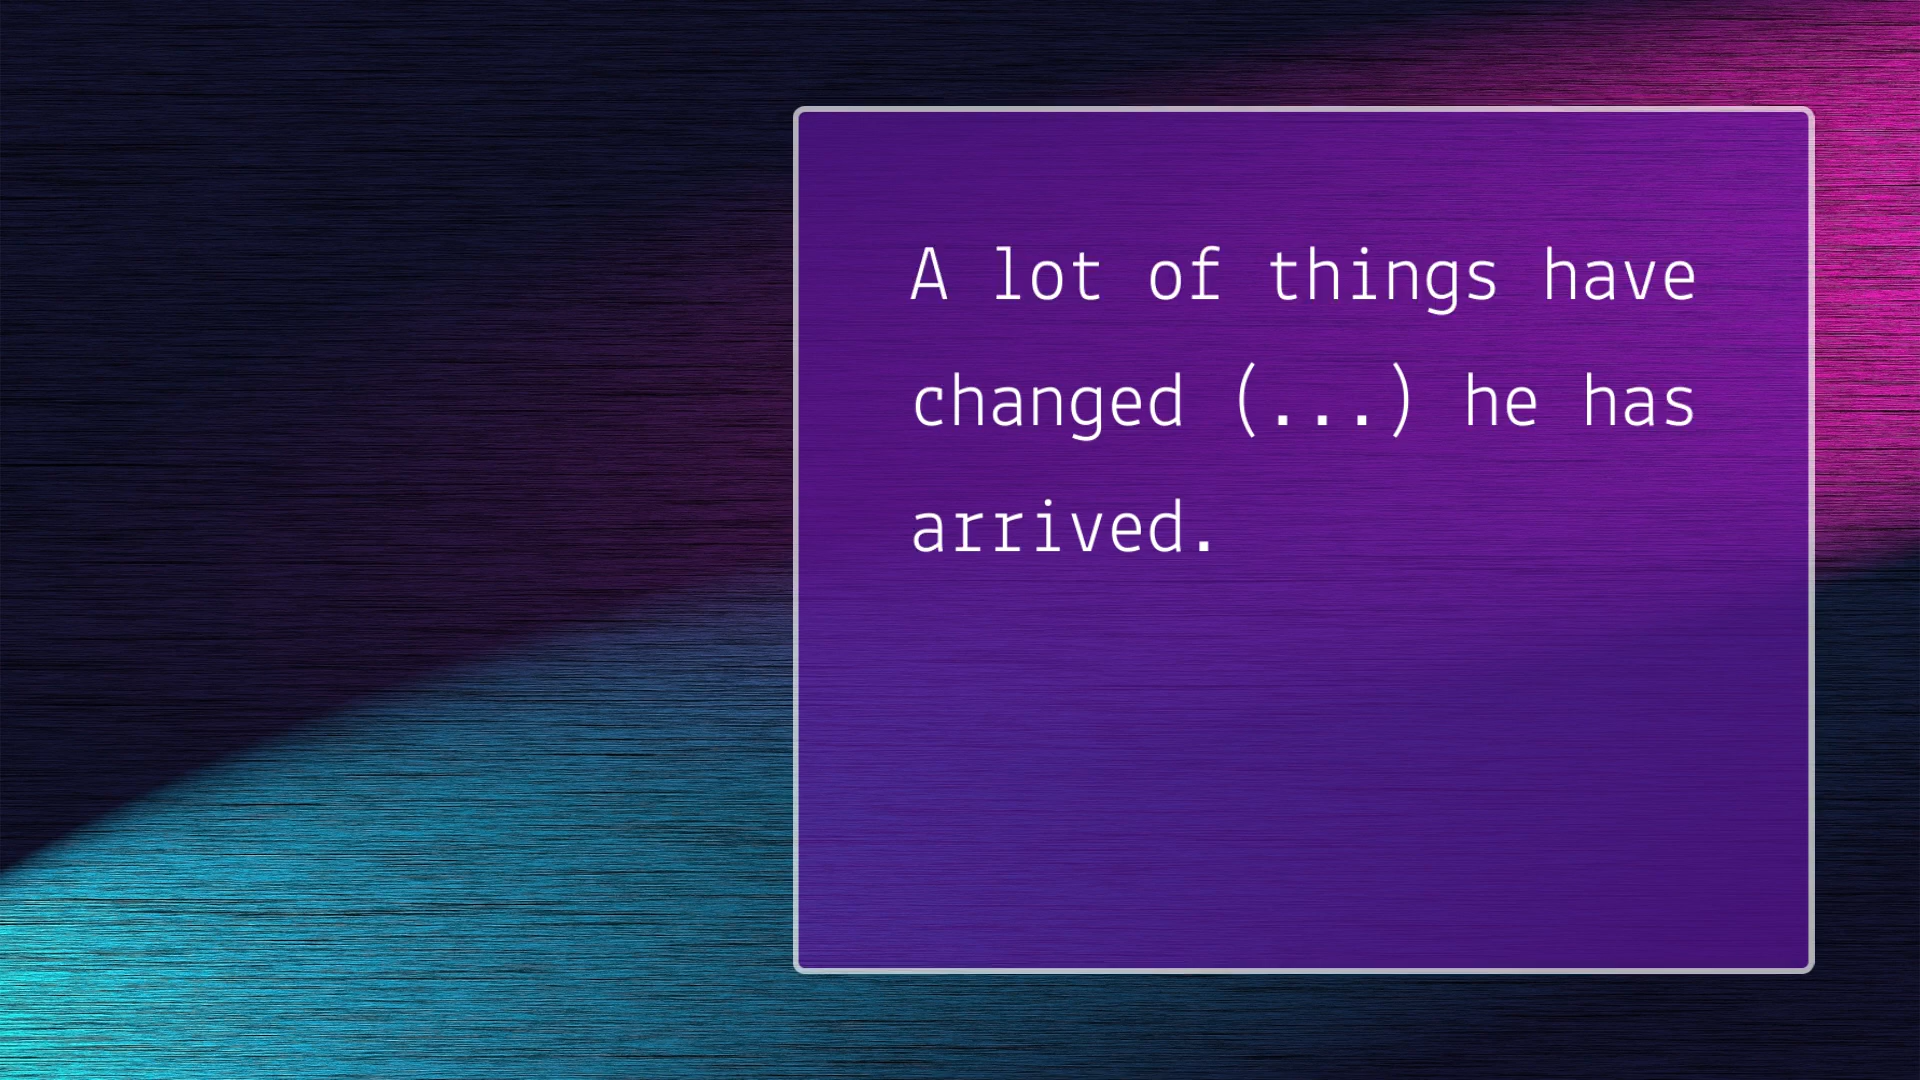 A lot of things have
changed (...) he has
arrived.